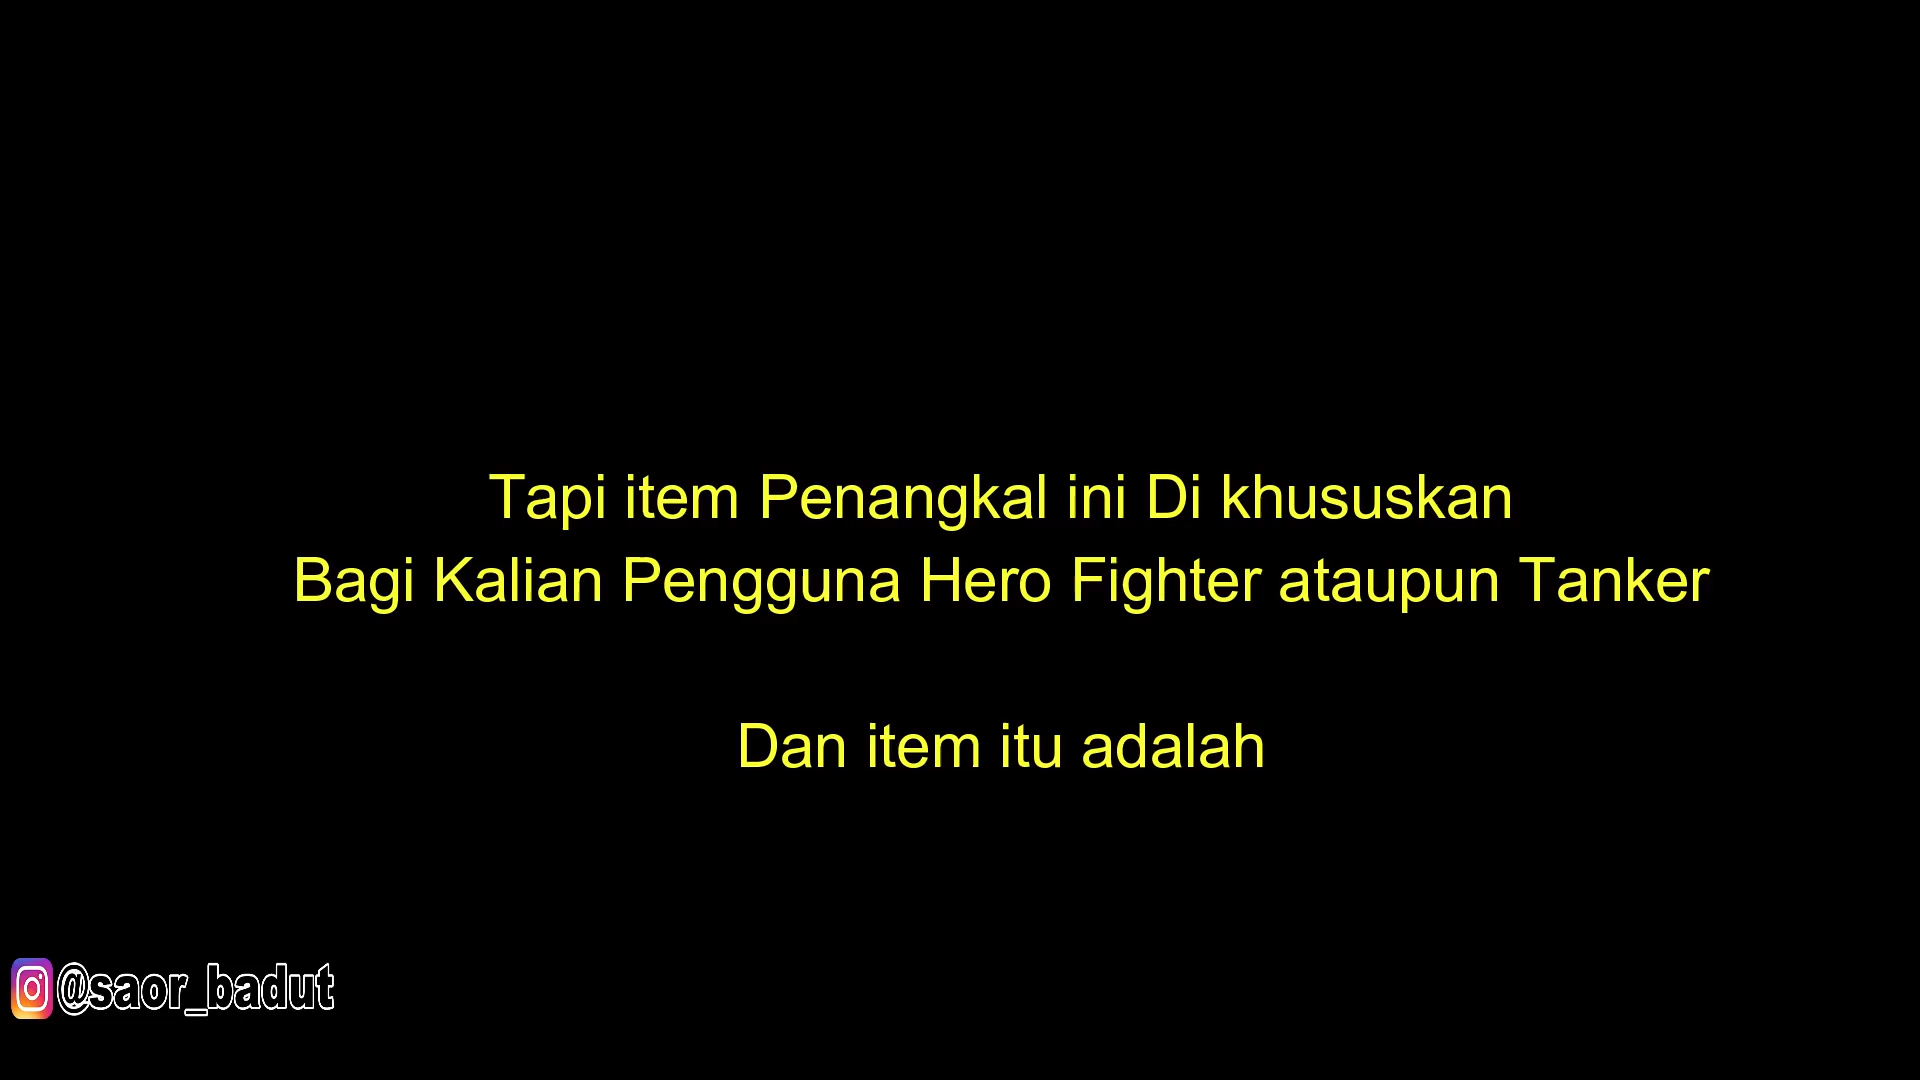 Tapi item Penangkal ini Di khususkan
Bagi Kalian Pengguna Hero Fighter ataupun Tanker
Dan item itu adalah
@saor_badut